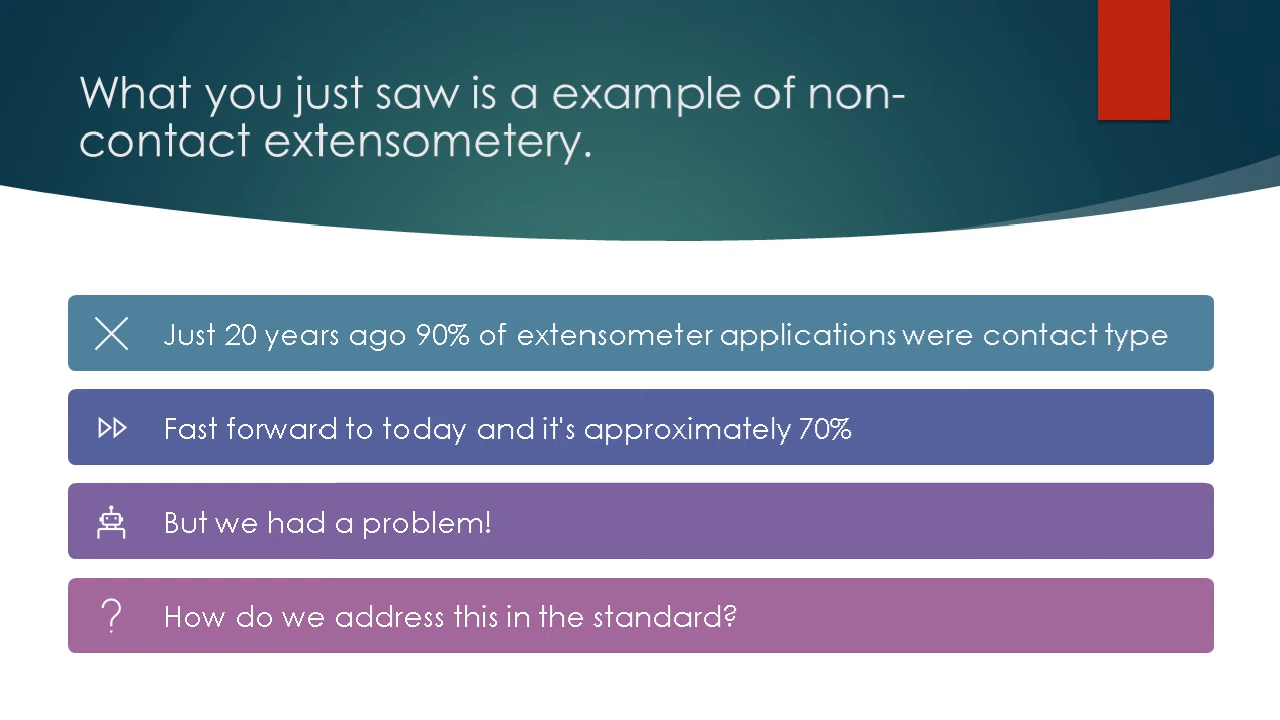 What you just saw is a example of non-
contact extensometery.
Just 20 years ago 90% of extensometer applications were contact type
Fast forward to today and it's approximately 70%
But we had a problem!
How do we address this in the standard?